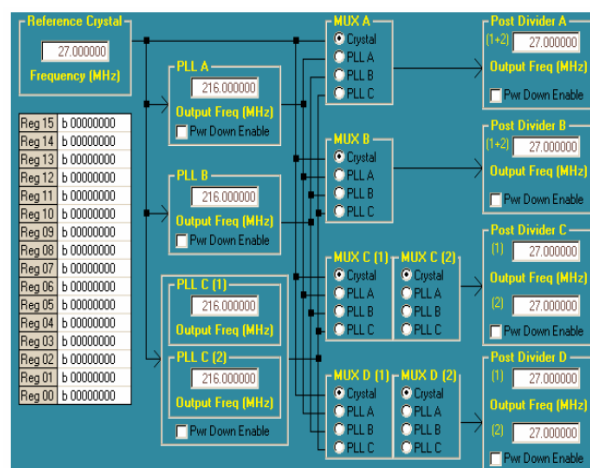 Reference Crystal
27.000000
Frequency (MHz)
Reg 15 b 00000000
Reg 14 b 00000000
Reg 13 b 00000000
Reg 12 b 00000000
Reg 11 b 00000000
Reg 10 b 00000000
Reg 09 b 00000000
Reg 08 b 00000000
Reg 07 b 00000000
Reg 06 b 00000000
Reg 05 b 00000000
Reg 04 b 00000000
Reg 03 b 00000000
Reg 02 b 00000000
Reg 01 b 00000000
Reg 00 b 00000000
PLL A
216.000000
Output Freq (MHz)
Pwr Down Enable
PLL B
216.000000
Output Freq (MHz)
Pwr Down Enable
PLL C (1)
216.000000
Output Freq (MHz)
PLL C (2)
216.000000
Output Freq (MHz)
Pwr Down Enable
MUX A
Crystal
PLL A
PLL B
PLL C
MUX B
Crystal
PLL A
PLL B
PLL C
MUX C (1) MUX C (2)
Crystal Crystal
PLL A PLL A
PLL B PLL B
PLL C PLL C
MUX D (1) MUX D (2)
Crystal Crystal
PLL A PLL A
PLL B PLL B
PLL C PLL C
Post Divider A
(1+2) 27.000000
Output Freq (MHz)
Pwr Down Enable
Post Divider B
(1+2) 27.000000
Output Freq (MHz)
Pwr Down Enable
Post Divider C
(1) 27.000000
Output Freq (MHz)
(2) 27.000000
Pwr Down Enable
Post Divider D
(1) 27.000000
Output Freq (MHz)
(2) 27.000000
Pwr Down Enable